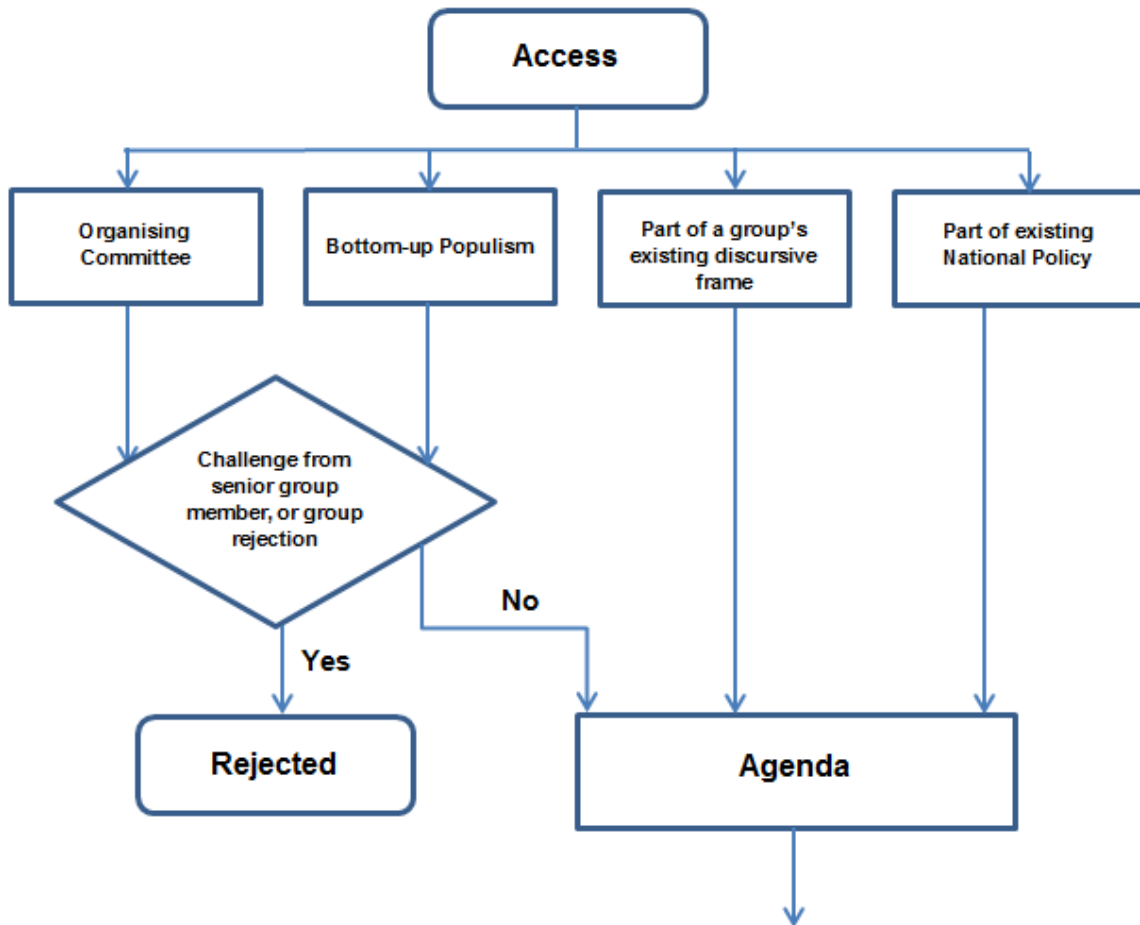 Access
Organising
Committee
Bottom-up Populism
Part of a group's
existing discursive
frame
Part of existing
National Policy
Challenge from
senior group
member, or group
rejection
No
Yes
Rejected
Agenda